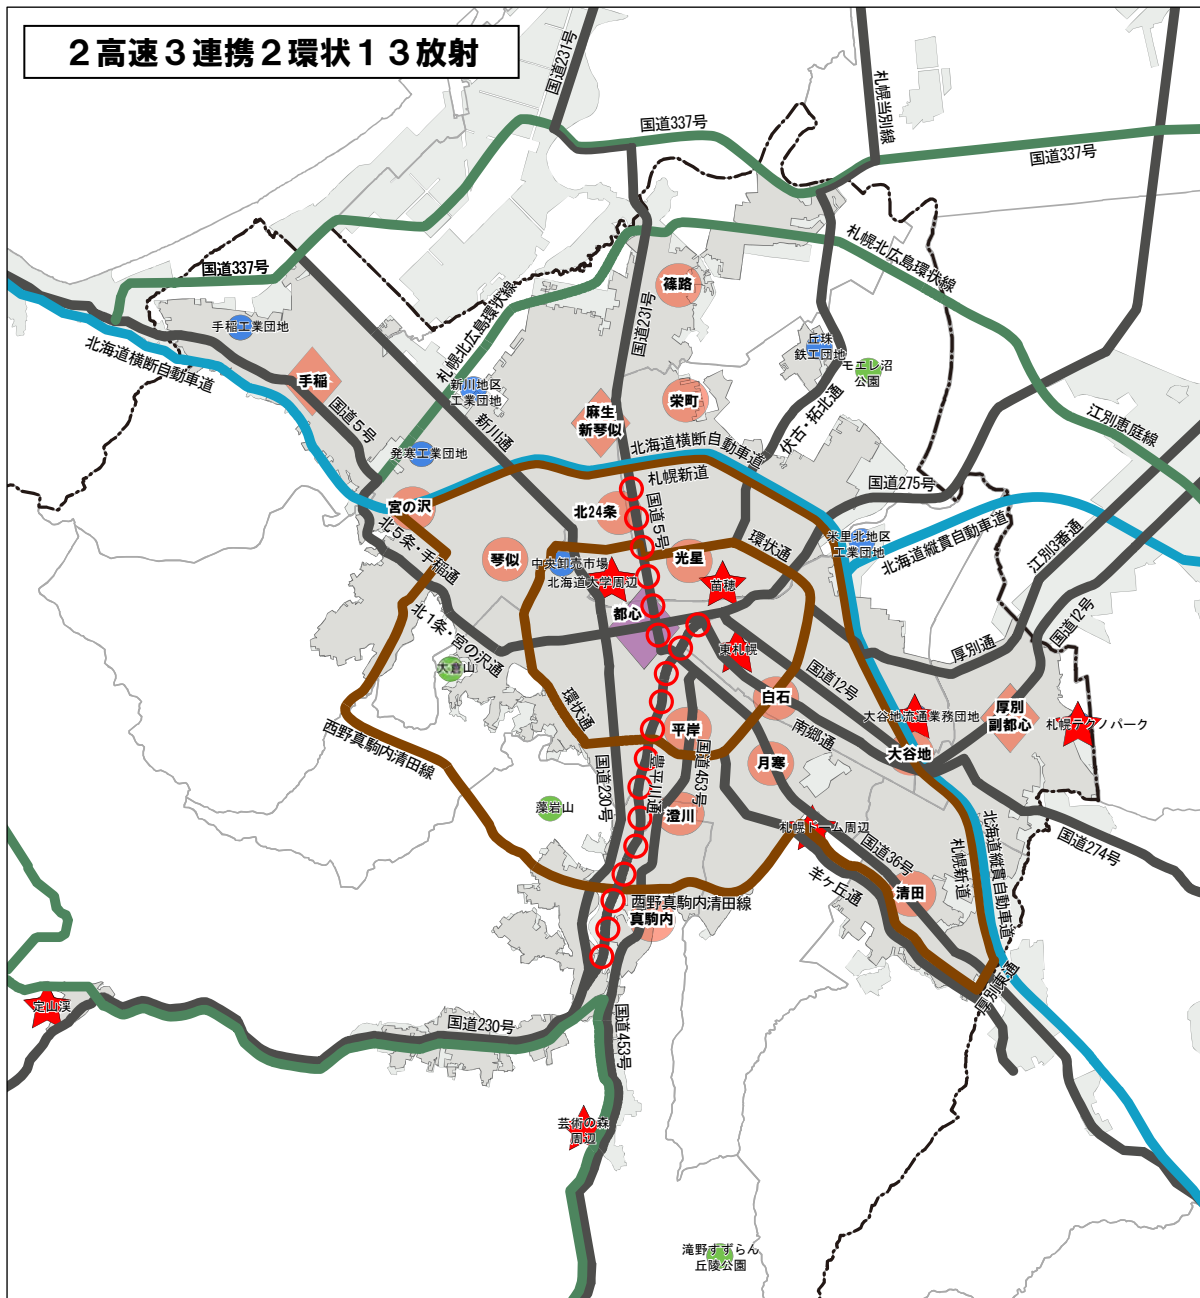 ２高速３連携２環状１３放射
国道231号
札幌当別線
国道337号
国道337号
国道337号
札幌北広島環状線
篠路
国道231号
札幌北広島環状線
手稲工業団地
北海道横断自動車道
丘珠
鉄工団地
モエレ沼
公園
手稲
新川地区
工業団地
栄町
国道５号
麻生
新琴似
新川通
伏古・拓北通
江別恵庭線
発寒工業団地
北海道横断自動車道
札幌新道
国道275号
宮の沢
北24条
国道５号
北５条・手稲通
環状通
米里北地区
工業団地
北海道縦貫自動車道
江別3番通
琴似
中央卸売市場
北海道大学周辺
光星
苗穂
北１条・宮の沢通
都心
国道12号
東札幌
厚別通
大倉山
国道12号
環状通
白石
大谷地流通業務団地
厚別
副都心
札幌テクノパーク
西野真駒内清田線
平岸
南郷通
大谷地
国道453号
月寒
国道230号
豊平川通
藻岩山
澄川
札幌ドーム周辺
国道36号
国道274号
羊ケ丘通
札幌新道
北海道縦貫自動車道
清田
西野真駒内清田線
真駒内
厚別東通
定山渓
国道230号
国道453号
芸術の森
周辺
滝野すずらん
丘陵公園